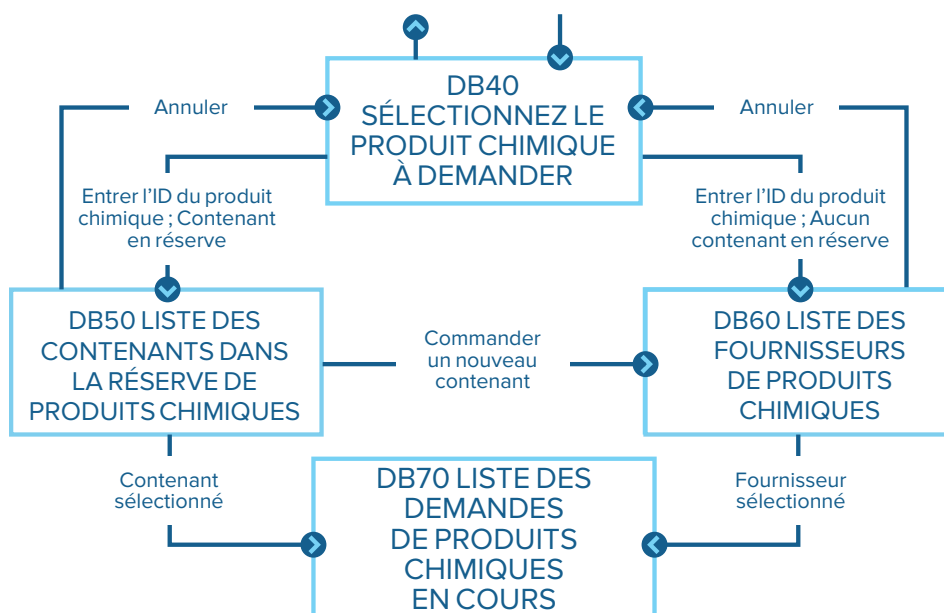 DB40
SÉLECTIONNEZ LE
PRODUIT CHIMIQUE
À DEMANDER
Annuler
Annuler
Entrer l’ID du produit
chimique ; Contenant
en réserve
Entrer l’ID du produit
chimique ; Aucun
contenant en réserve
DB50 LISTE DES
CONTENANTS DANS
LA RÉSERVE DE
PRODUITS CHIMIQUES
Commander
un nouveau
contenant
DB60 LISTE DES
FOURNISSEURS
DE PRODUITS
CHIMIQUES
Contenant
sélectionné
DB70 LISTE DES
DEMANDES
DE PRODUITS
CHIMIQUES
EN COURS
Fournisseur
sélectionné